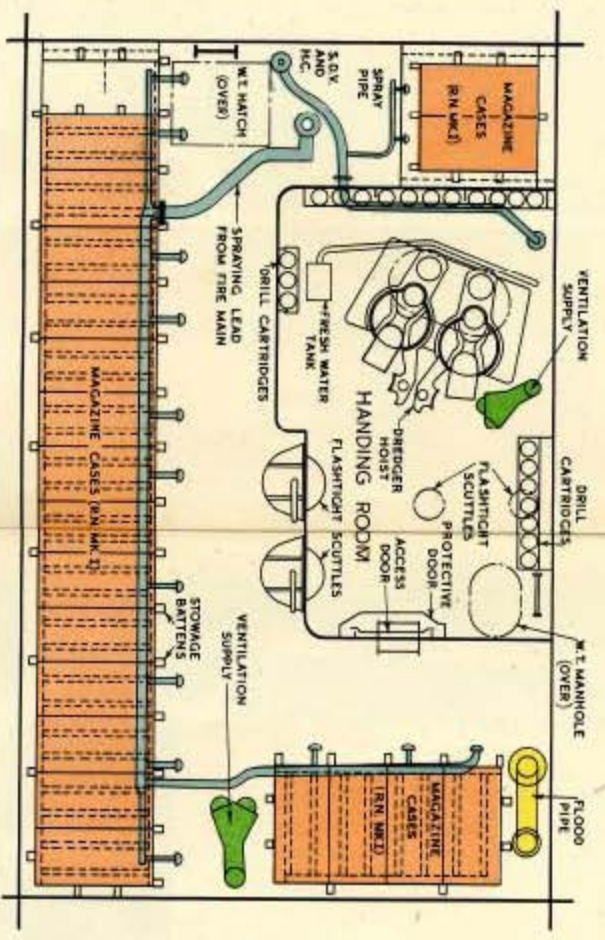 VENTILATION
SUPPLY
DRILL
CARTRIDGES
W.T. MANHOLE
(OVER)
FLOOD
PIPE
MAGAZINE
CASES
(R.N MK.I)
SPRAY
PIPE
S.D.V.
AND
H.C.
FLASHTIGHT
SCUTTLES
PROTECTIVE
DOOR
ACCESS
DOOR
DREDGER
HOIST
HANDING ROOM
FRESH WATER
TANK
FLASHTIGHT SCUTTLES
DRILL CARTRIDGES
MAGAZINE
CASES
(R.N MK.I)
W.T. HATCH
(OVER)
SPRAYING LEAD
FROM FIRE MAIN
VENTILATION
SUPPLY
STOWAGE
BATTENS
MAGAZINE CASES (R.N MK.I)